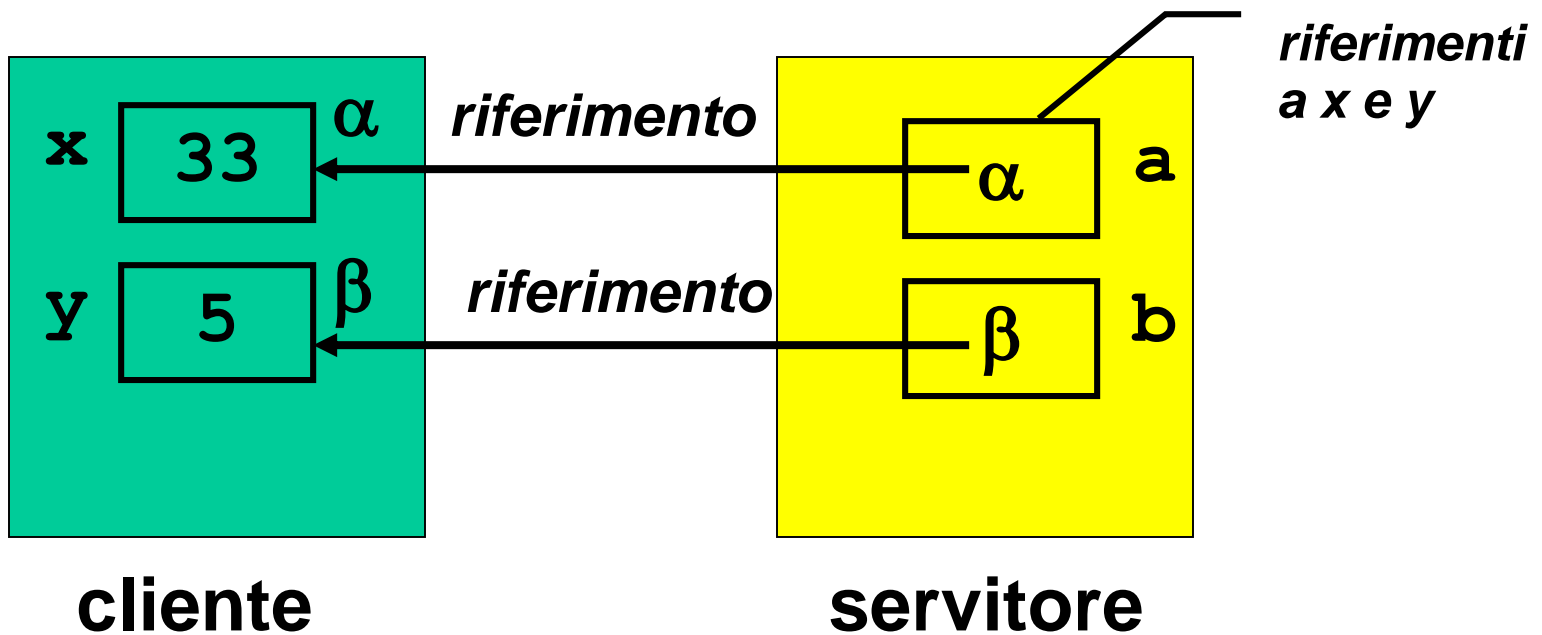 riferimenti
a x e y
x 33 α riferimento α a
y 5 β riferimento β b
cliente servitore